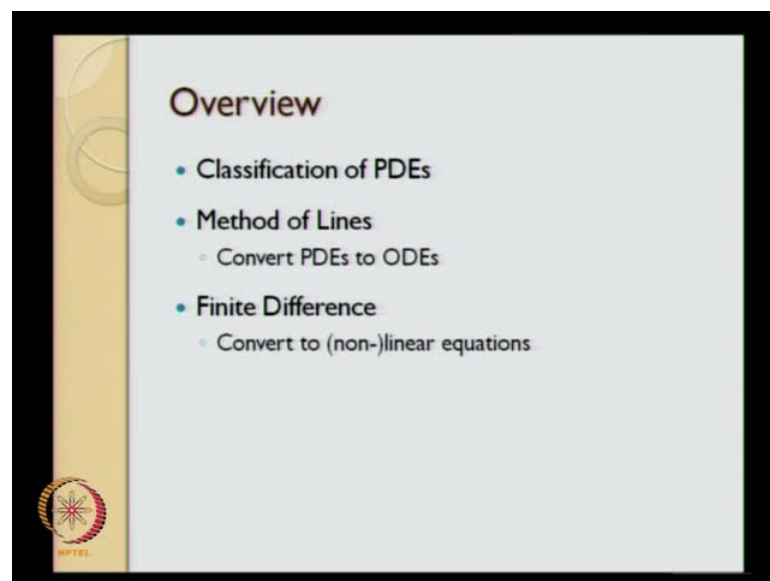 Overview
Classification of PDEs
Method of Lines
Convert PDEs to ODEs
Finite Difference
Convert to (non-)linear equations
NPTEL